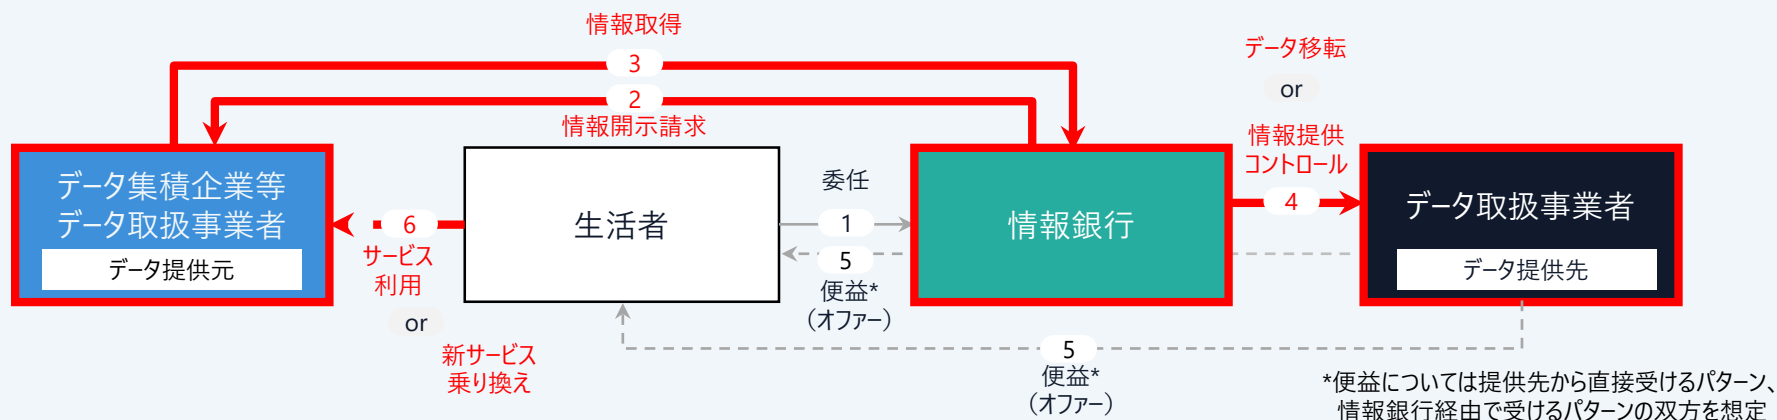 情報取得
3
2
情報開示請求
データ移転
or
情報提供
コントロール
4
データ集積企業等
データ取扱事業者
データ提供元
6
サービス
利用
or
新サービス
乗り換え
生活者
委任
1
5
便益*
（オファー）
情報銀行
データ取扱事業者
データ提供先
5
便益*
（オファー）
*便益については提供先から直接受けるパターン、
情報銀行経由で受けるパターンの双方を想定